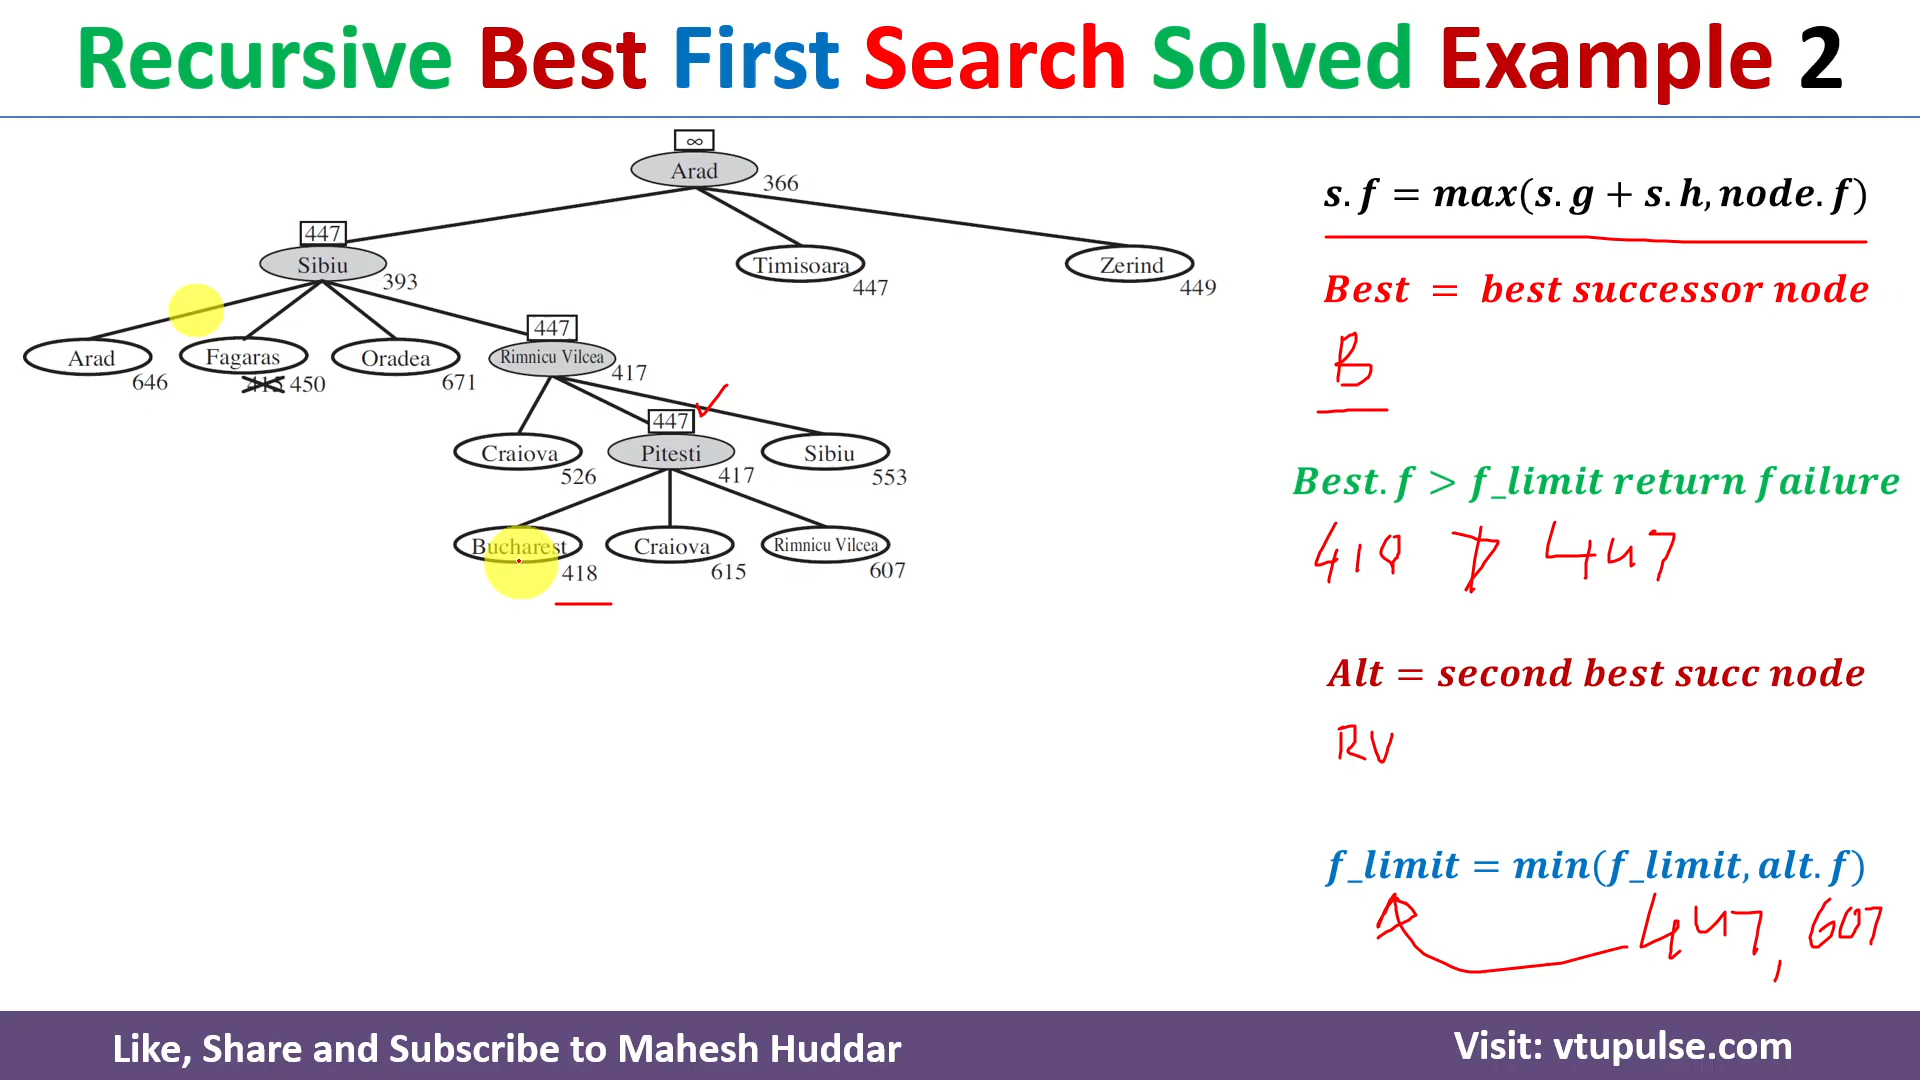 Recursive Best First Search Solved Example 2
∞
Arad
366
447
Sibiu
393
Timisoara
447
Zerind
449
Arad
646
Fagaras
415 450
Oradea
671
447
Rimnicu Vilcea
417
Craiova
526
447
Pitesti
417
Sibiu
553
Bucharest
418
Craiova
615
Rimnicu Vilcea
607
s.f = max(s.g + s.h, node.f)
Best = best successor node
B
Best.f > f_limit return failure
418 ≯ 447
Alt = second best succ node
RV
f_limit = min(f_limit, alt.f)
447, 607
Like, Share and Subscribe to Mahesh Huddar
Visit: vtupulse.com